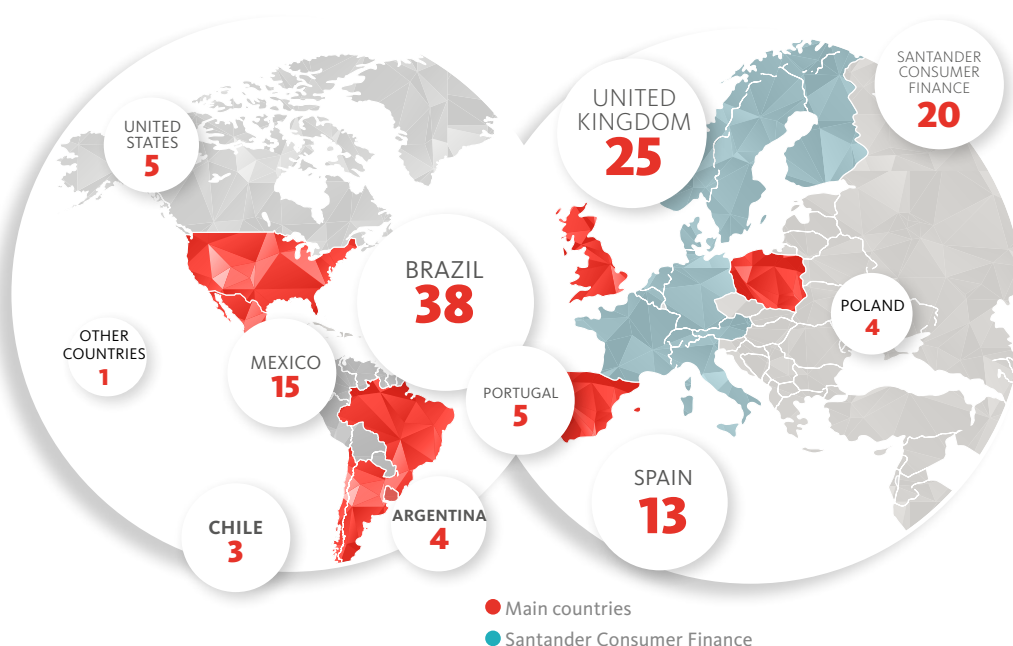 SANTANDER
CONSUMER
FINANCE
20
UNITED
KINGDOM
25
UNITED
STATES
5
BRAZIL
38
POLAND
4
OTHER
COUNTRIES
1
MEXICO
15
PORTUGAL
5
SPAIN
13
CHILE
3
ARGENTINA
4
Main countries
Santander Consumer Finance